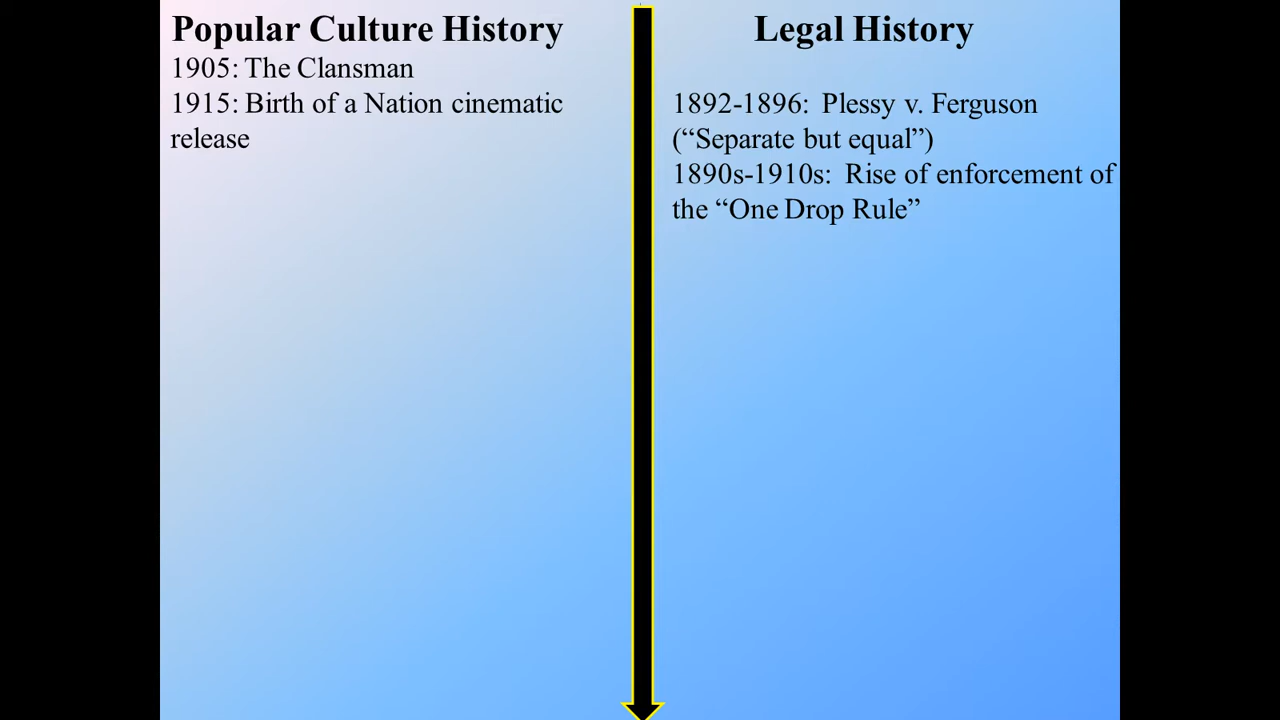 Popular Culture History
1905: The Clansman
1915: Birth of a Nation cinematic
release
Legal History
1892-1896:  Plessy v. Ferguson
(“Separate but equal”)
1890s-1910s:  Rise of enforcement of
the “One Drop Rule”